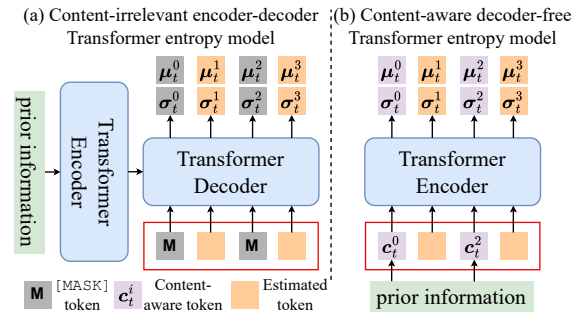 (a) Content-irrelevant encoder-decoder
Transformer entropy model
(b) Content-aware decoder-free
Transformer entropy model
μ_t^0 μ_t^1 μ_t^2 μ_t^3
σ_t^0 σ_t^1 σ_t^2 σ_t^3
prior information
Transformer
Encoder
Transformer
Decoder
M M
[MASK]
M token
Content-
c_t^i aware token
Estimated
token
μ_t^0 μ_t^1 μ_t^2 μ_t^3
σ_t^0 σ_t^1 σ_t^2 σ_t^3
Transformer
Encoder
c_t^0 c_t^2
prior information